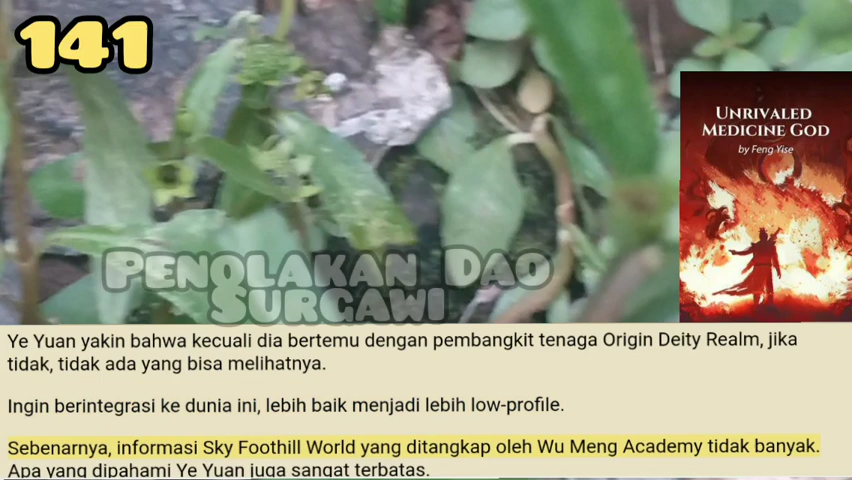 141
UNRIVALED
MEDICINE GOD
by Feng Yise
PENOLAKAN DAO
SURGAWI
Ye Yuan yakin bahwa kecuali dia bertemu dengan pembangkit tenaga Origin Deity Realm, jika
tidak, tidak ada yang bisa melihatnya.
Ingin berintegrasi ke dunia ini, lebih baik menjadi lebih low-profile.
Sebenarnya, informasi Sky Foothill World yang ditangkap oleh Wu Meng Academy tidak banyak.
Apa yang dipahami Ye Yuan juga sangat terbatas.